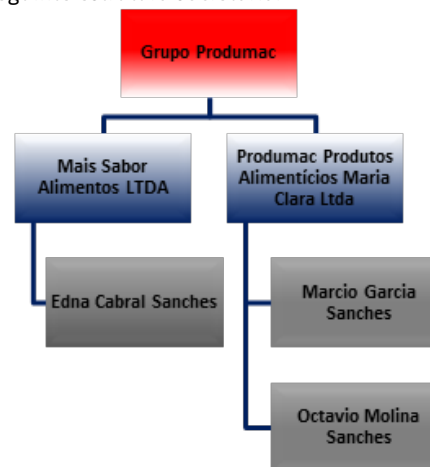 Grupo Produmac
Mais Sabor
Alimentos LTDA
Produmac Produtos
Alimentícios Maria
Clara Ltda
Edna Cabral Sanches
Marcio Garcia
Sanches
Octavio Molina
Sanches